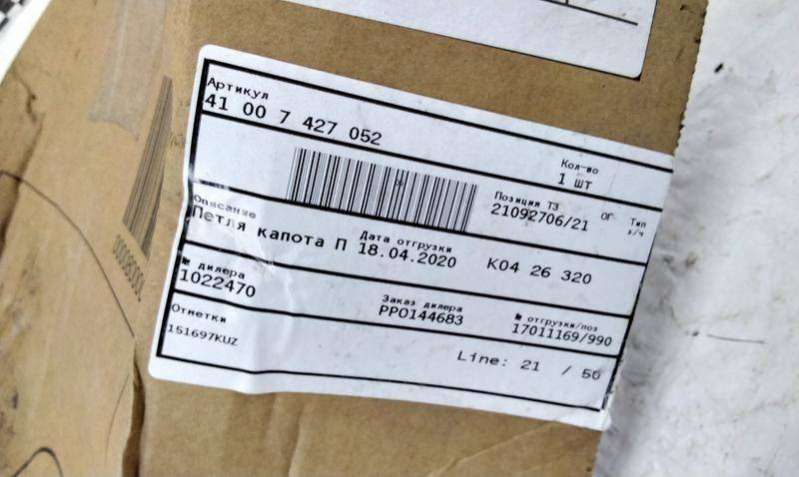 Артикул
41 00 7 427 052
Кол-во
1 шт
Позиция ТЗ
21092706/21
ОГ
Тип
з/ч
Описание
Петля капота П
Дата отгрузки
18.04.2020
K04 26 320
№ дилера
1022470
Заказ дилера
PPO144683
№ отгрузки/поз
17011169/990
Отметки
151697KUZ
Line: 21 / 50